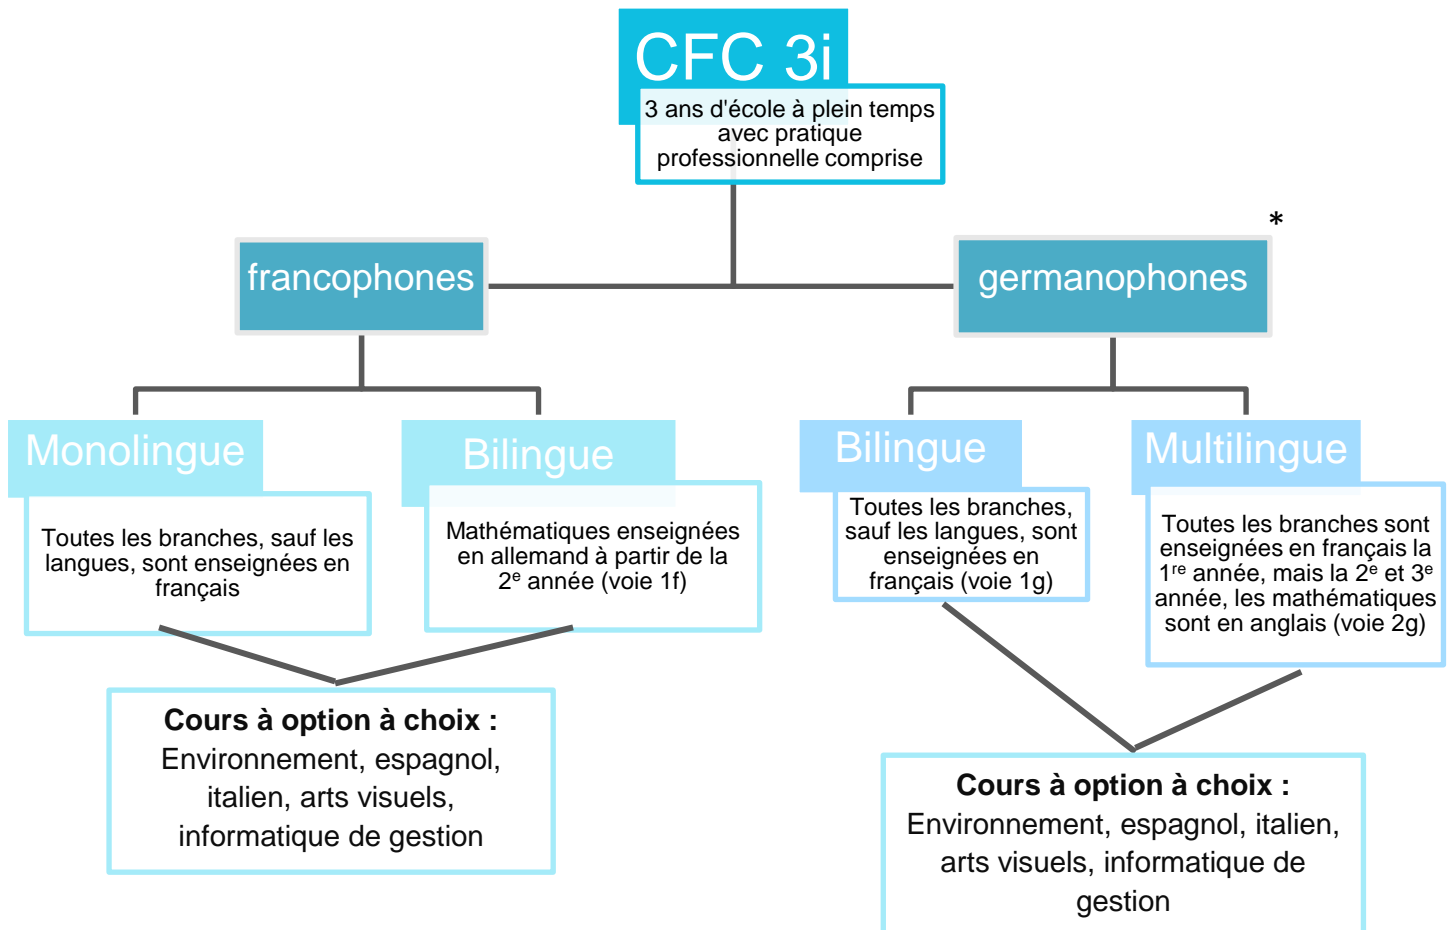 CFC 3i
3 ans d'école à plein temps
avec pratique
professionnelle comprise
*
francophones
germanophones
Monolingue
Toutes les branches, sauf les
langues, sont enseignées en
français
Bilingue
Mathématiques enseignées
en allemand à partir de la
2e année (voie 1f)
Bilingue
Toutes les branches,
sauf les langues, sont
enseignées en
français (voie 1g)
Multilingue
Toutes les branches sont
enseignées en français la
1re année, mais la 2e et 3e
année, les mathématiques
sont en anglais (voie 2g)
Cours à option à choix :
Environnement, espagnol,
italien, arts visuels,
informatique de gestion
Cours à option à choix :
Environnement, espagnol, italien,
arts visuels, informatique de
gestion